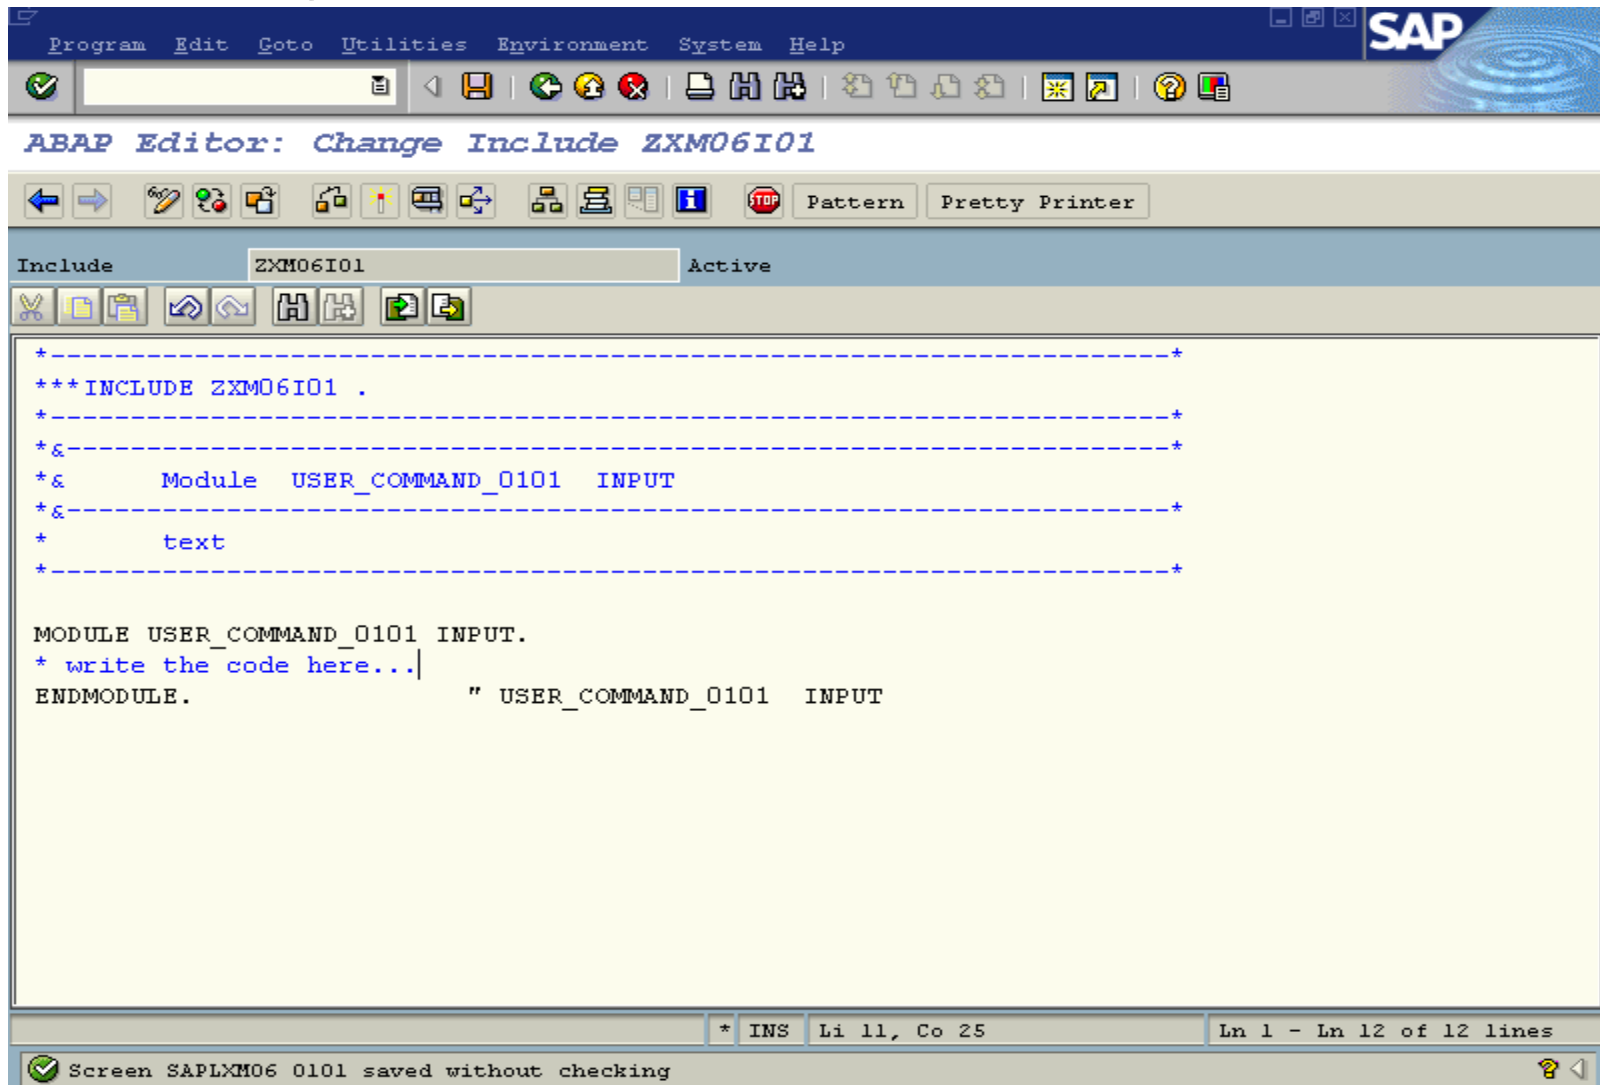 Program Edit Goto Utilities Environment System Help
SAP
ABAP Editor: Change Include ZXM06I01
STOP Pattern Pretty Printer
Include ZXM06I01 Active
*----------------------------------------------------------------------*
***INCLUDE ZXM06I01 .
*----------------------------------------------------------------------*
*&---------------------------------------------------------------------*
*&      Module  USER_COMMAND_0101  INPUT
*&---------------------------------------------------------------------*
*       text
*----------------------------------------------------------------------*
MODULE USER_COMMAND_0101 INPUT.
* write the code here...
ENDMODULE.                 " USER_COMMAND_0101  INPUT
* INS Li 11, Co 25 Ln 1 - Ln 12 of 12 lines
Screen SAPLXM06 0101 saved without checking